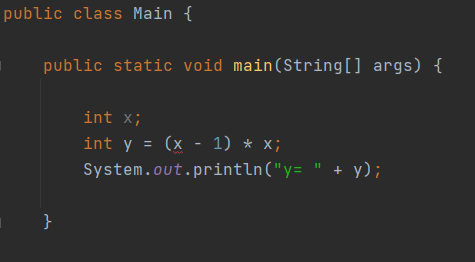 public class Main {
public static void main(String[] args) {
int x;
int y = (x - 1) * x;
System.out.println("y= " + y);
}